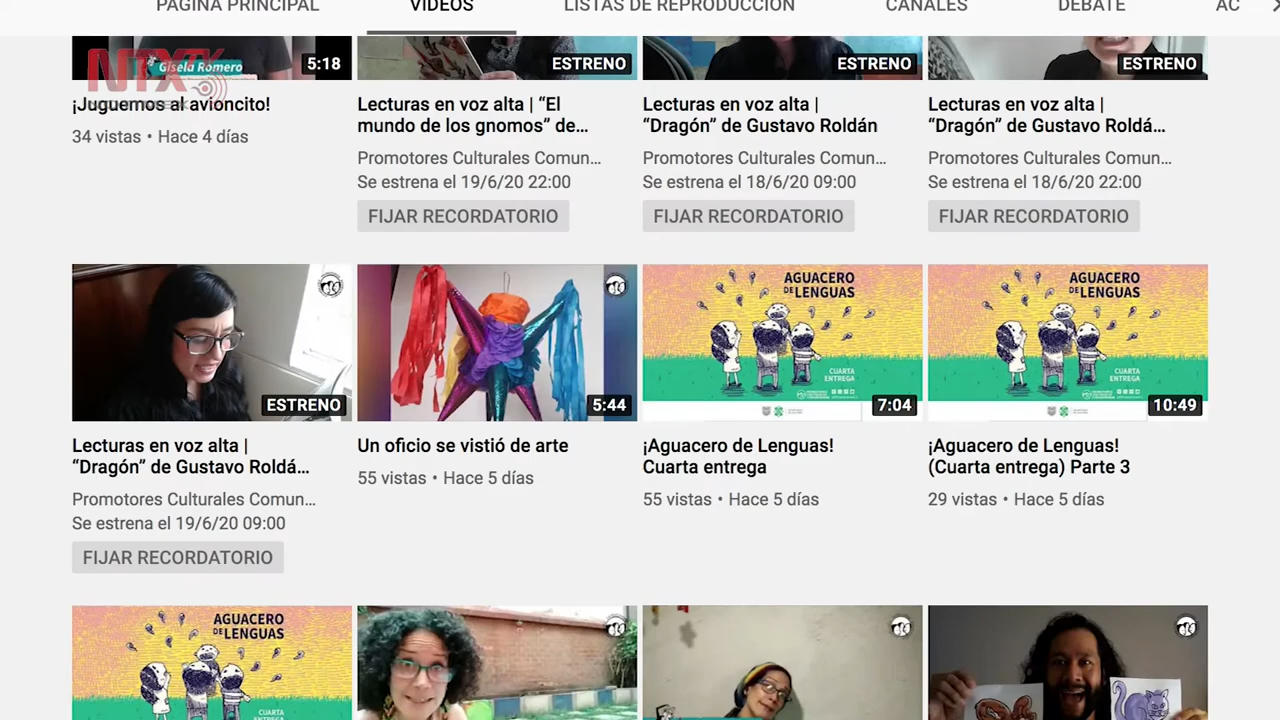 PÁGINA PRINCIPAL
VÍDEOS
LISTAS DE REPRODUCCIÓN
CANALES
DEBATE
AC
NTX
Gisela Romero
5:18
ESTRENO
ESTRENO
ESTRENO
¡Juguemos al avioncito!
34 vistas • Hace 4 días
Lecturas en voz alta | “El
mundo de los gnomos” de...
Promotores Culturales Comun...
Se estrena el 19/6/20 22:00
FIJAR RECORDATORIO
Lecturas en voz alta |
“Dragón” de Gustavo Roldán
Promotores Culturales Comun...
Se estrena el 18/6/20 09:00
FIJAR RECORDATORIO
Lecturas en voz alta |
“Dragón” de Gustavo Roldá...
Promotores Culturales Comun...
Se estrena el 18/6/20 22:00
FIJAR RECORDATORIO
ESTRENO
Lecturas en voz alta |
“Dragón” de Gustavo Roldá...
Promotores Culturales Comun...
Se estrena el 19/6/20 09:00
FIJAR RECORDATORIO
5:44
Un oficio se vistió de arte
55 vistas • Hace 5 días
AGUACERO
DE LENGUAS
CUARTA
ENTREGA
7:04
¡Aguacero de Lenguas!
Cuarta entrega
55 vistas • Hace 5 días
AGUACERO
DE LENGUAS
CUARTA
ENTREGA
10:49
¡Aguacero de Lenguas!
(Cuarta entrega) Parte 3
29 vistas • Hace 5 días
AGUACERO
DE LENGUAS
CUARTA
ENTREGA